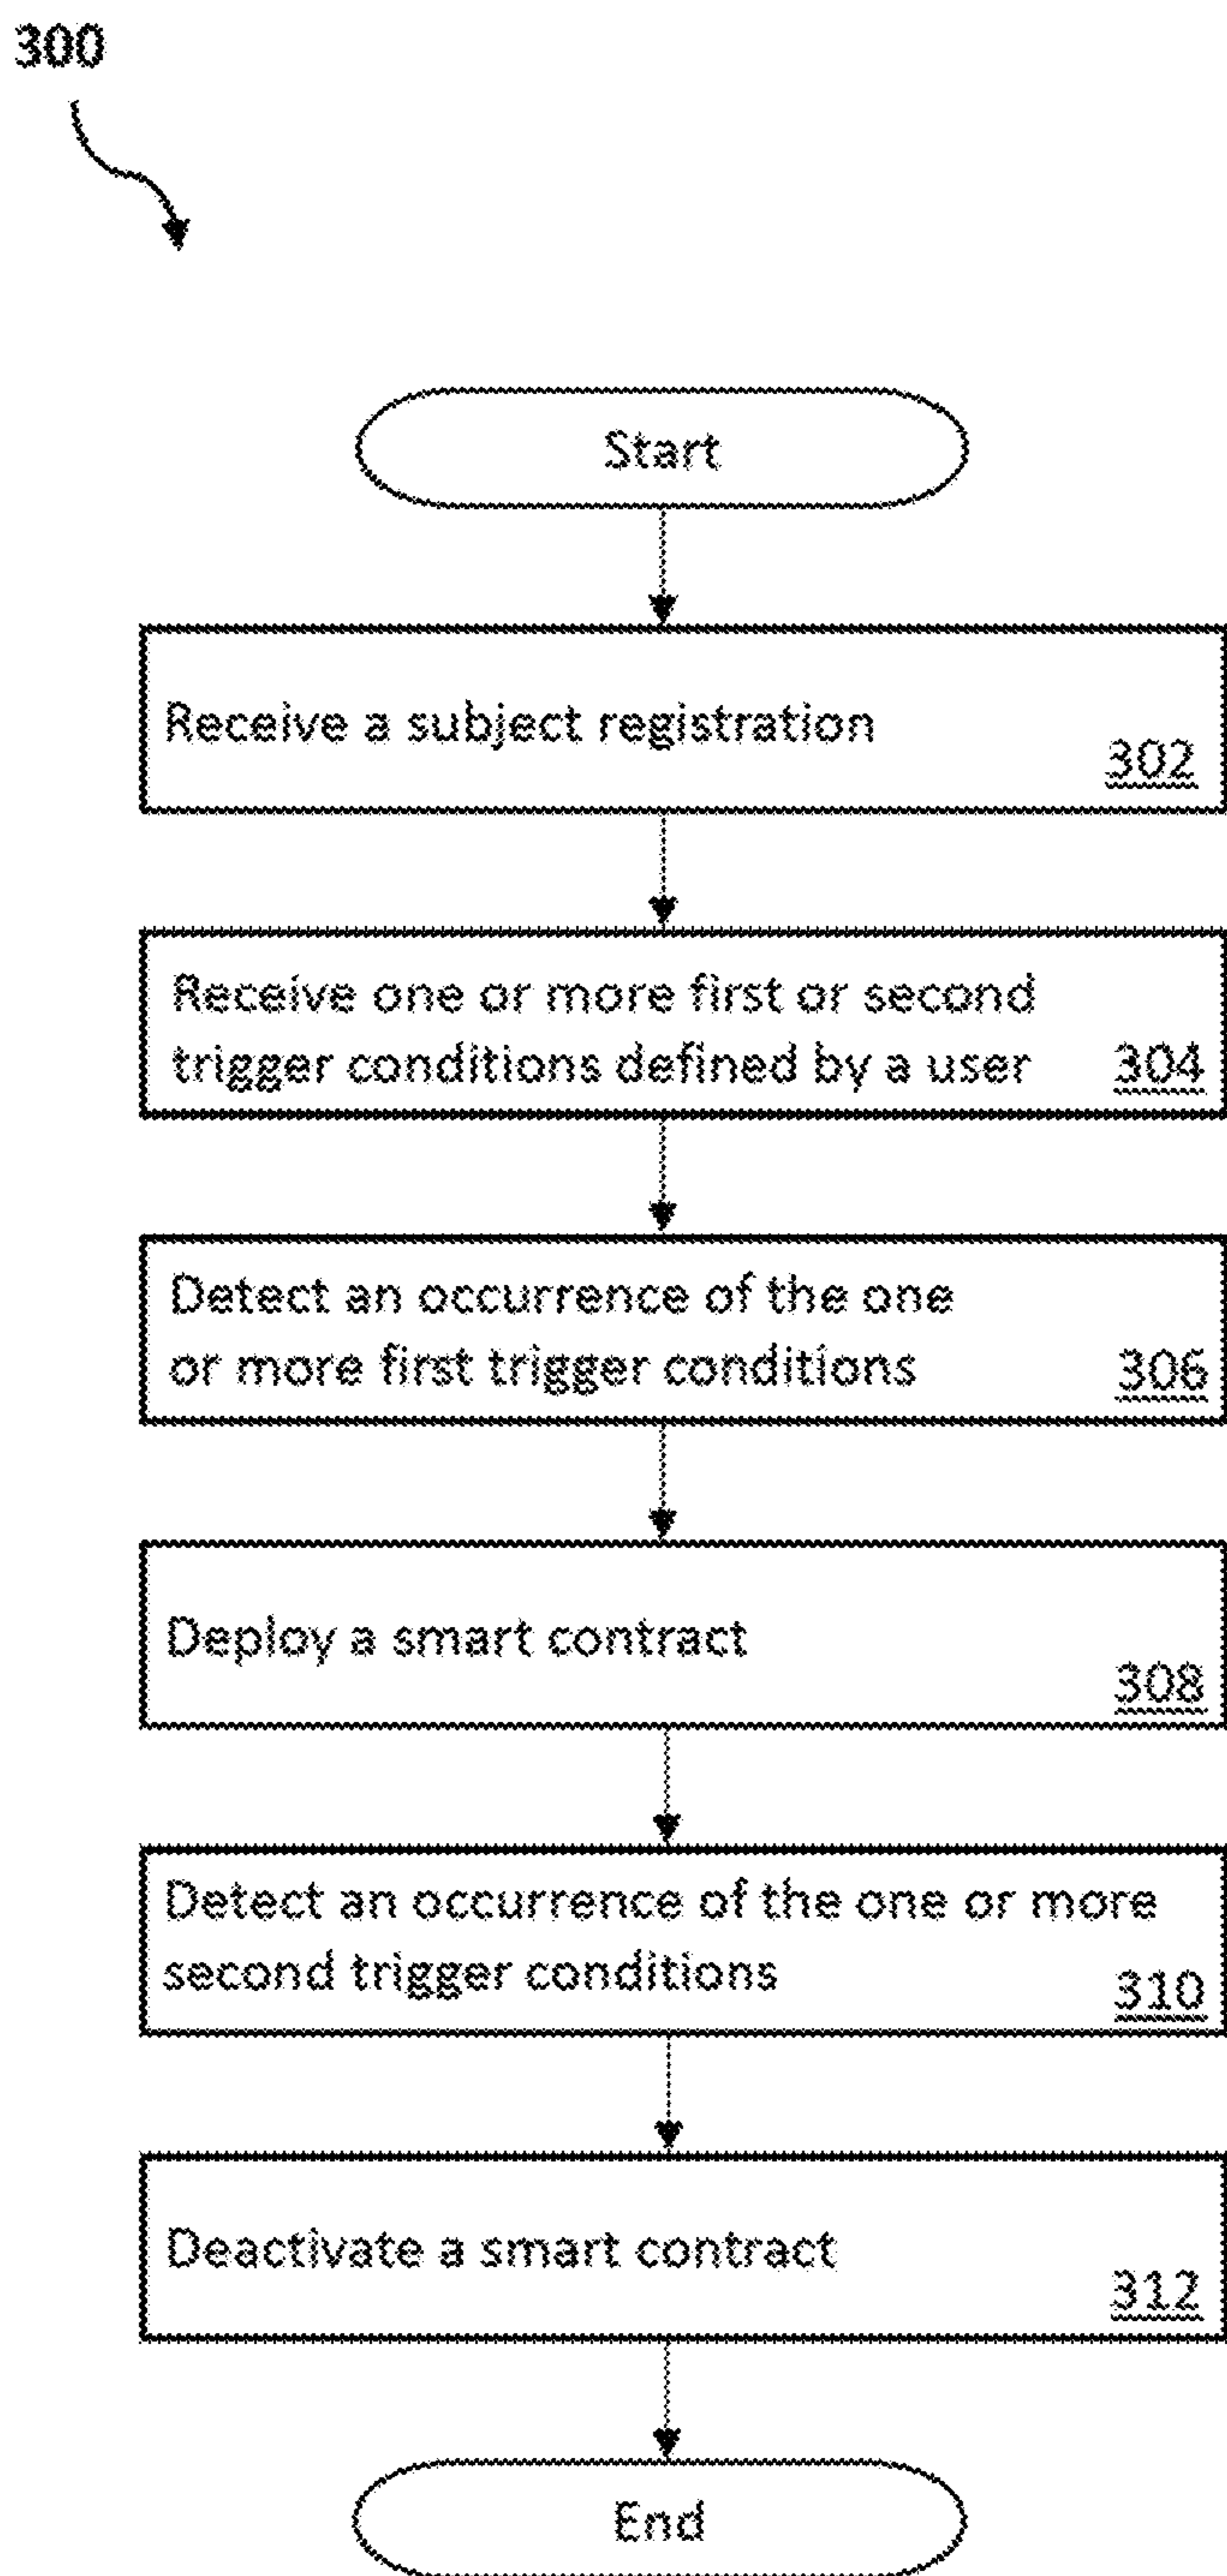 300
Start
Receive a subject registration
302
Receive one or more first or second
trigger conditions defined by a user 304
Detect an occurrence of the one
or more first trigger conditions 306
Deploy a smart contract
308
Detect an occurrence of the one or more
second trigger conditions 310
Deactivate a smart contract
312
End